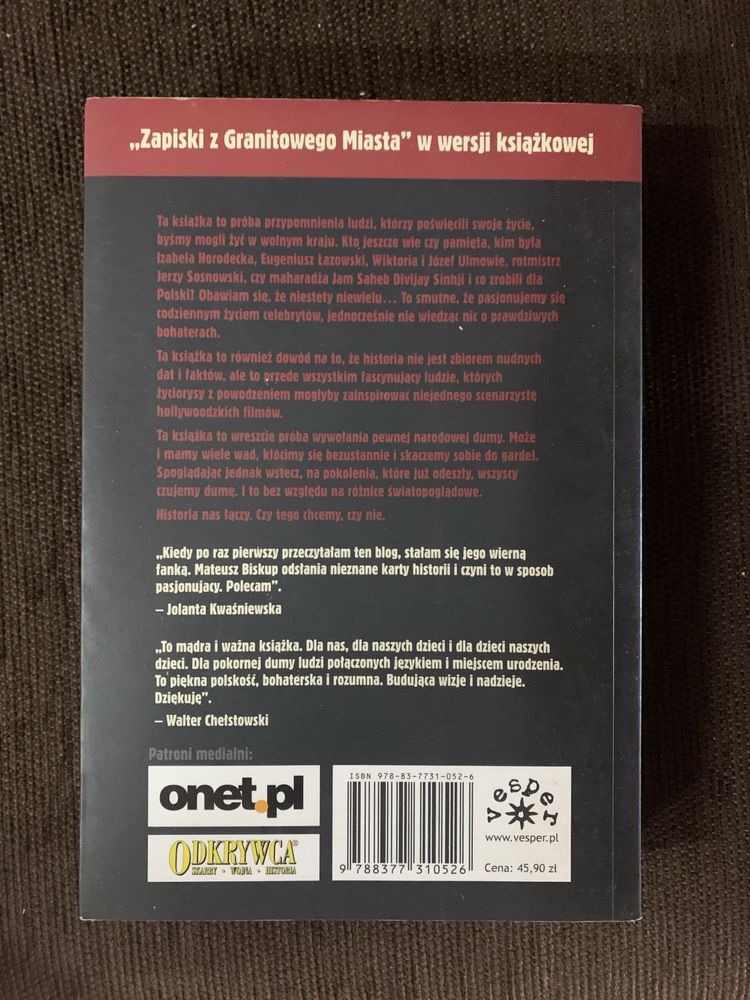 „Zapiski z Granitowego Miasta” w wersji książkowej
Ta książka to próba przypomnienia ludzi, którzy poświęcili swoje życie,
byśmy mogli żyć w wolnym kraju. Kto jeszcze wie czy pamięta, kim była
Izabela Horodecka, Eugeniusz Łazowski, Wiktoria i Józef Ulmowie, rotmistrz
Jerzy Sosnowski, czy maharadża Jam Saheb Divijay Sinhji i co zrobili dla
Polski? Obawiam się, że niestety niewielu... To smutne, że pasjonujemy się
codziennym życiem celebrytów, jednocześnie nie wiedząc nic o prawdziwych
bohaterach.
Ta książka to również dowód na to, że historia nie jest zbiorem nudnych
dat i faktów, ale to przede wszystkim fascynujący ludzie, których
życiorysy z powodzeniem mogłyby zainspirować niejednego scenarzystę
hollywoodzkich filmów.
Ta książka to wreszcie próba wywołania pewnej narodowej dumy. Może
i mamy wiele wad, kłócimy się bezustannie i skaczemy sobie do gardeł.
Spoglądając jednak wstecz, na pokolenia, które już odeszły, wszyscy
czujemy dumę. I to bez względu na różnice światopoglądowe.
Historia nas łączy. Czy tego chcemy, czy nie.
„Kiedy po raz pierwszy przeczytałam ten blog, stałam się jego wierną
fanką. Mateusz Biskup odsłania nieznane karty historii i czyni to w sposób
pasjonujący. Polecam”.
– Jolanta Kwaśniewska
„To mądra i ważna książka. Dla nas, dla naszych dzieci i dla dzieci naszych
dzieci. Dla pokornej dumy ludzi połączonych językiem i miejscem urodzenia.
To piękna polskość, bohaterska i rozumna. Budująca wizje i nadzieje.
Dziękuję”.
– Walter Chełstowski
Patroni medialni:
onet.pl
ODKRYWCA®
SKARBY • WOJNA • HISTORIA
ISBN 978-83-7731-052-6
9 788377 310526
vesper
www.vesper.pl
Cena: 45,90 zł